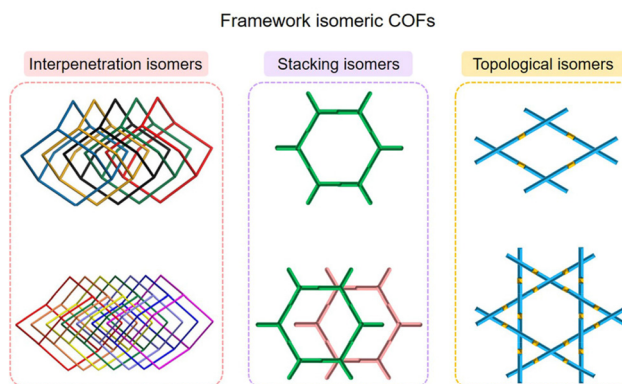 Framework isomeric COFs
Interpenetration isomers
Stacking isomers
Topological isomers